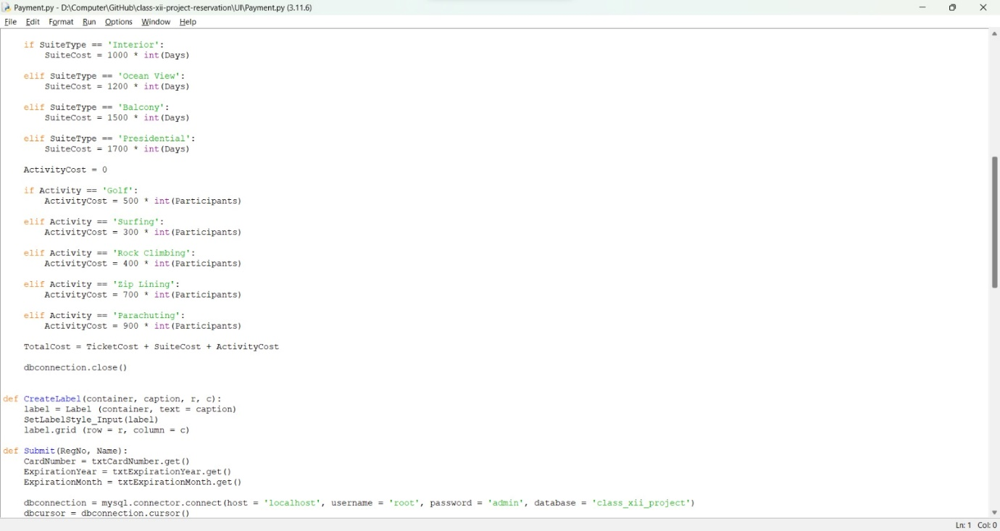 Payment.py - D:\Computer\GitHub\class-xii-project-reservation\UI\Payment.py (3.11.6)
File Edit Format Run Options Window Help
if SuiteType == 'Interior':
SuiteCost = 1000 * int(Days)
elif SuiteType == 'Ocean View':
SuiteCost = 1200 * int(Days)
elif SuiteType == 'Balcony':
SuiteCost = 1500 * int(Days)
elif SuiteType == 'Presidential':
SuiteCost = 1700 * int(Days)
ActivityCost = 0
if Activity == 'Golf':
ActivityCost = 500 * int(Participants)
elif Activity == 'Surfing':
ActivityCost = 300 * int(Participants)
elif Activity == 'Rock Climbing':
ActivityCost = 400 * int(Participants)
elif Activity == 'Zip Lining':
ActivityCost = 700 * int(Participants)
elif Activity == 'Parachuting':
ActivityCost = 900 * int(Participants)
TotalCost = TicketCost + SuiteCost + ActivityCost
dbconnection.close()
def CreateLabel(container, caption, r, c):
label = Label (container, text = caption)
SetLabelStyle_Input(label)
label.grid (row = r, column = c)
def Submit(RegNo, Name):
CardNumber = txtCardNumber.get()
ExpirationYear = txtExpirationYear.get()
ExpirationMonth = txtExpirationMonth.get()
dbconnection = mysql.connector.connect(host = 'localhost', username = 'root', password = 'admin', database = 'class_xii_project')
dbcursor = dbconnection.cursor()
Ln: 1 Col: 0